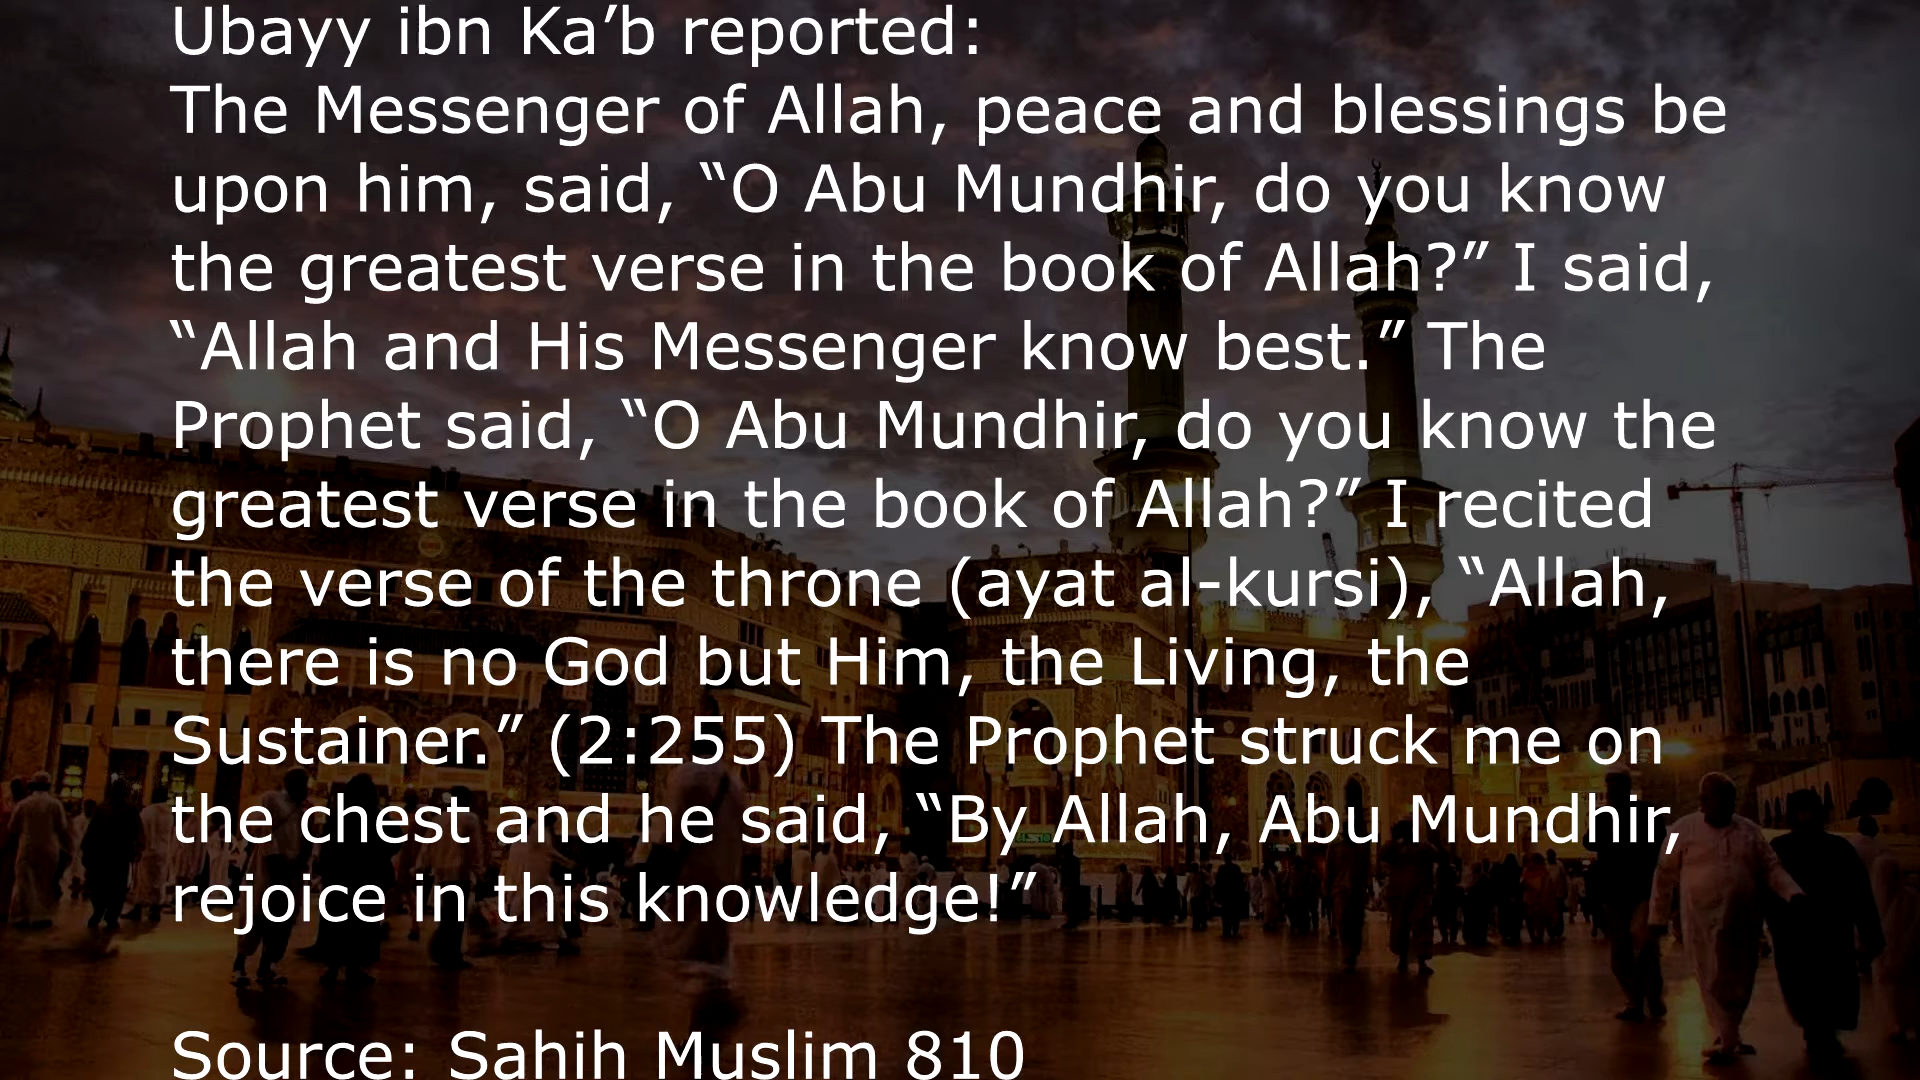 Ubayy ibn Ka’b reported:
The Messenger of Allah, peace and blessings be
upon him, said, “O Abu Mundhir, do you know
the greatest verse in the book of Allah?” I said,
“Allah and His Messenger know best.” The
Prophet said, “O Abu Mundhir, do you know the
greatest verse in the book of Allah?” I recited
the verse of the throne (ayat al-kursi), “Allah,
there is no God but Him, the Living, the
Sustainer.” (2:255) The Prophet struck me on
the chest and he said, “By Allah, Abu Mundhir,
rejoice in this knowledge!”
Source: Sahih Muslim 810